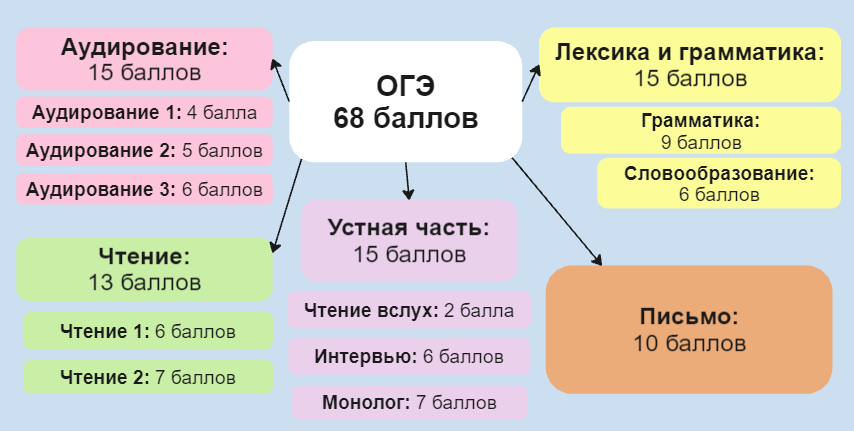 ОГЭ
68 баллов
Аудирование:
15 баллов
Аудирование 1: 4 балла
Аудирование 2: 5 баллов
Аудирование 3: 6 баллов
Чтение:
13 баллов
Чтение 1: 6 баллов
Чтение 2: 7 баллов
Устная часть:
15 баллов
Чтение вслух: 2 балла
Интервью: 6 баллов
Монолог: 7 баллов
Лексика и грамматика:
15 баллов
Грамматика:
9 баллов
Словообразование:
6 баллов
Письмо:
10 баллов